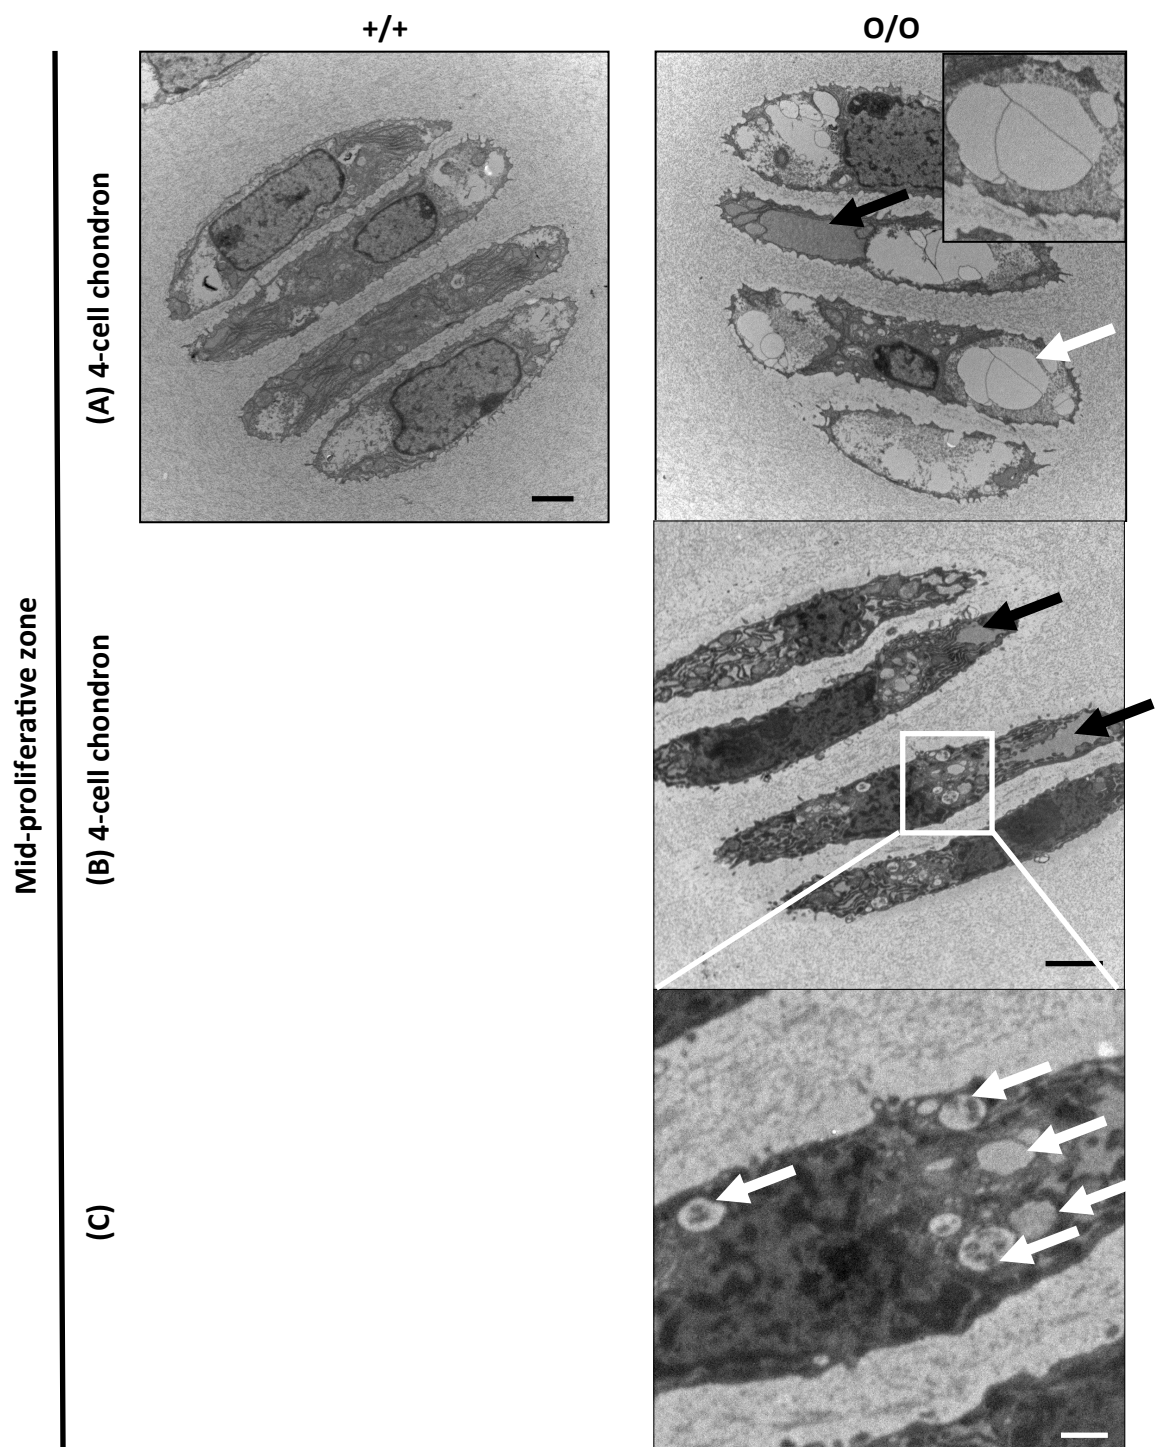 +/+
O/O
Mid-proliferative zone
(A) 4-cell chondron
(B) 4-cell chondron
(C)